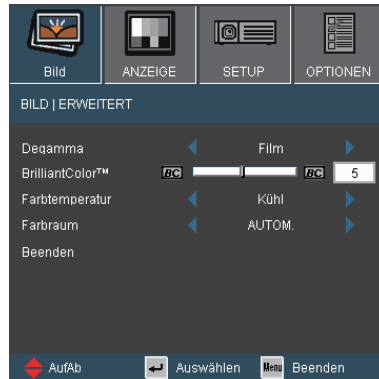 Bild ANZEIGE SETUP OPTIONEN
BILD | ERWEITERT
Degamma Film
BrilliantColor™ BC BC 5
Farbtemperatur Kühl
Farbraum AUTOM.
Beenden
AufAb Auswählen Menu Beenden